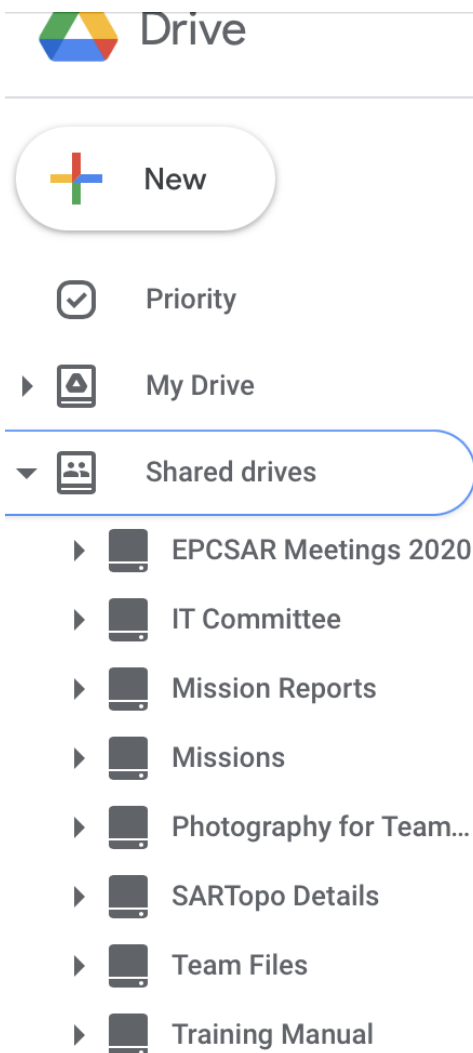 Drive
New
Priority
My Drive
Shared drives
EPCSAR Meetings 2020
IT Committee
Mission Reports
Missions
Photography for Team...
SARTopo Details
Team Files
Training Manual